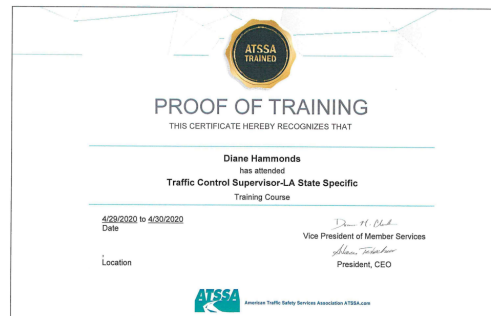 ATSSA
TRAINED
PROOF OF TRAINING
THIS CERTIFICATE HEREBY RECOGNIZES THAT
Diane Hammonds
has attended
Traffic Control Supervisor-LA State Specific
Training Course
4/29/2020 to 4/30/2020
Date
Vice President of Member Services
,
Location
President, CEO
ATSSA
American Traffic Safety Services Association ATSSA.com